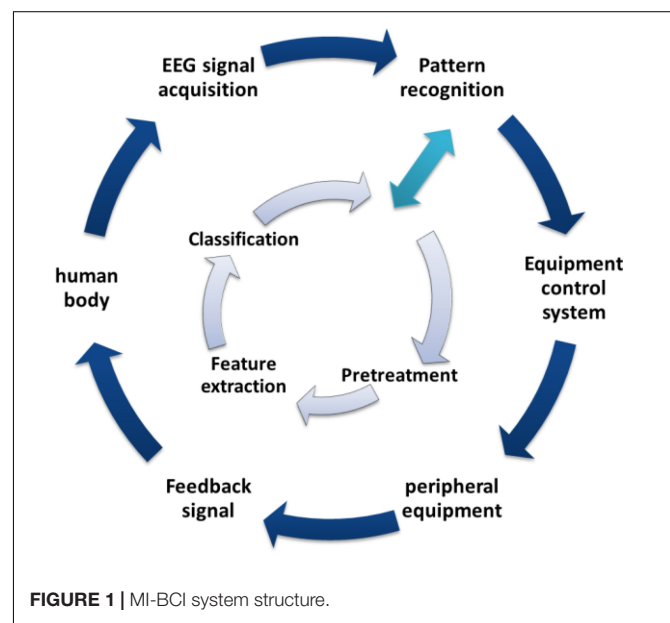 EEG signal
acquisition
Pattern
recognition
Classification
human
body
Equipment
control
system
Feature
extraction
Pretreatment
Feedback
signal
peripheral
equipment
FIGURE 1 | MI-BCI system structure.